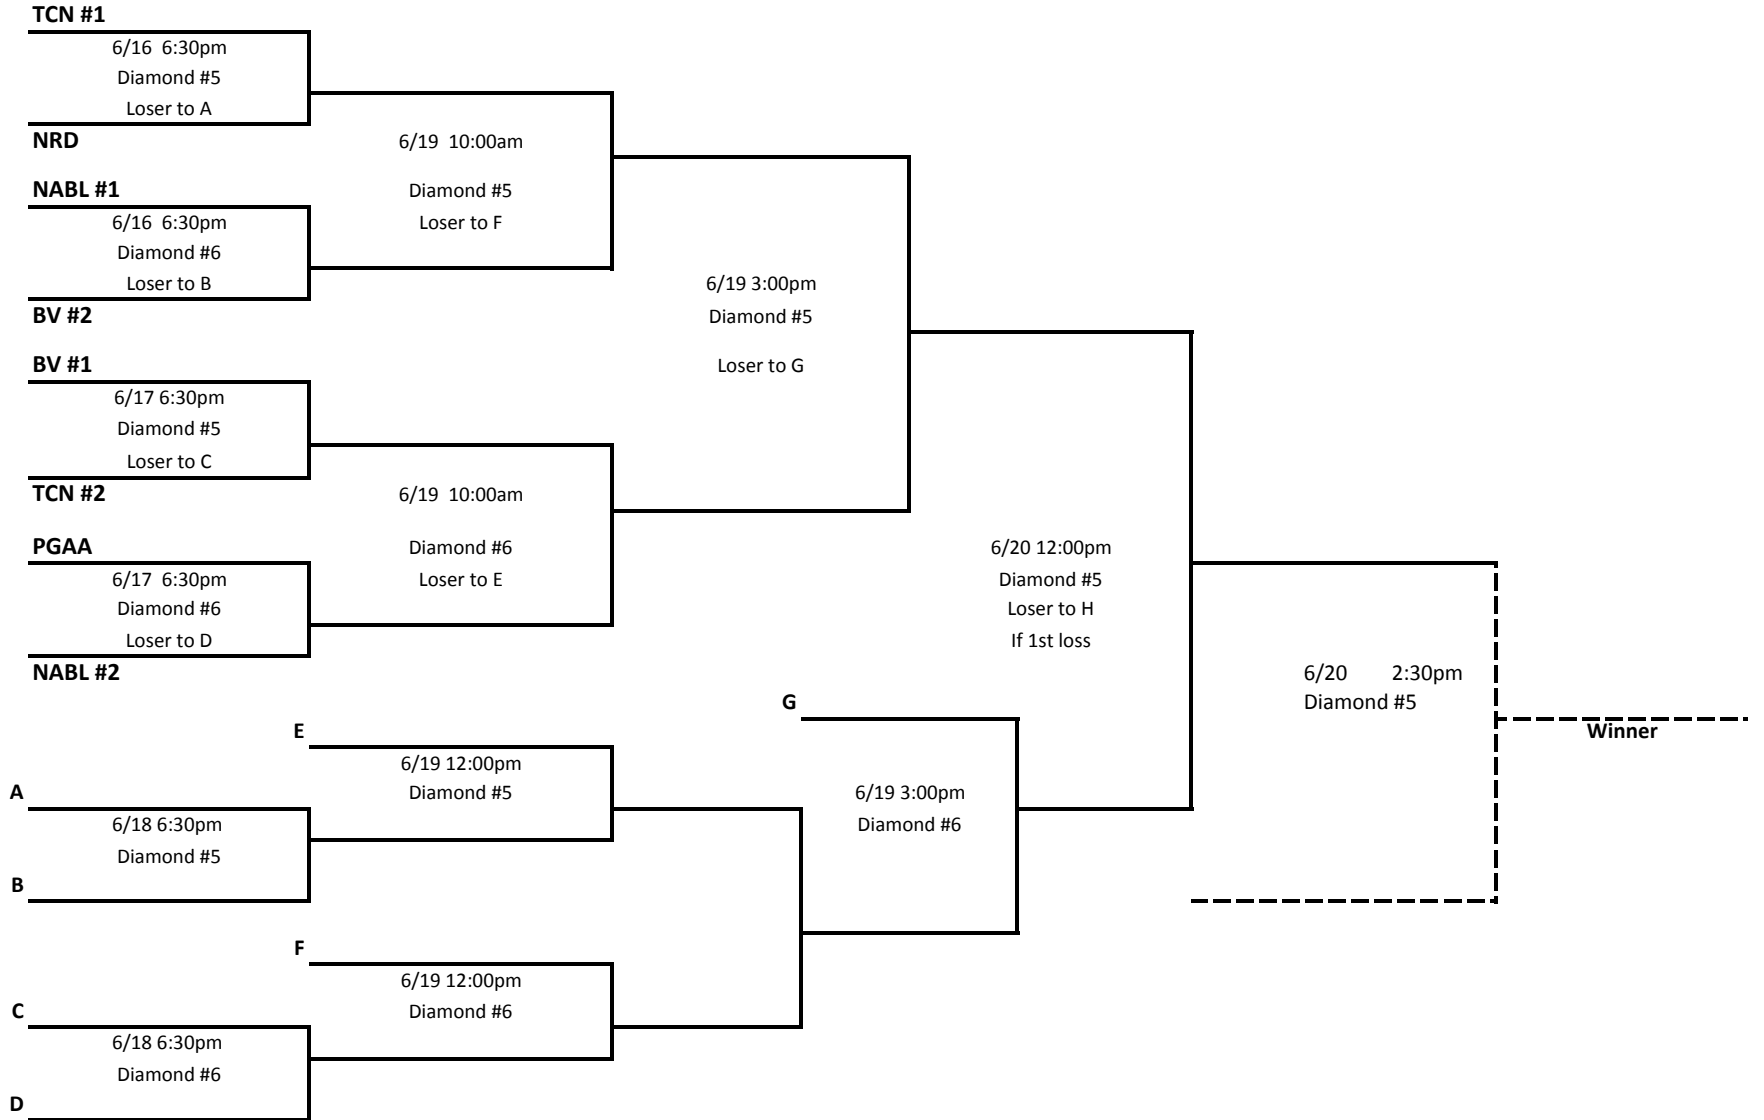 TCN #1
6/16  6:30pm
Diamond #5
Loser to A
NRD
6/19  10:00am
NABL #1
Diamond #5
6/16  6:30pm
Loser to F
Diamond #6
Loser to B
6/19 3:00pm
BV #2
Diamond #5
BV #1
Loser to G
6/17 6:30pm
Diamond #5
Loser to C
TCN #2
6/19  10:00am
PGAA
Diamond #6
6/20 12:00pm
6/17  6:30pm
Loser to E
Diamond #5
Diamond #6
Loser to H
Loser to D
If 1st loss
NABL #2
6/20 2:30pm
Diamond #5
G
E
Winner
6/19 12:00pm
A
Diamond #5
6/19 3:00pm
6/18 6:30pm
Diamond #6
Diamond #5
B
F
6/19 12:00pm
C
Diamond #6
6/18 6:30pm
Diamond #6
D